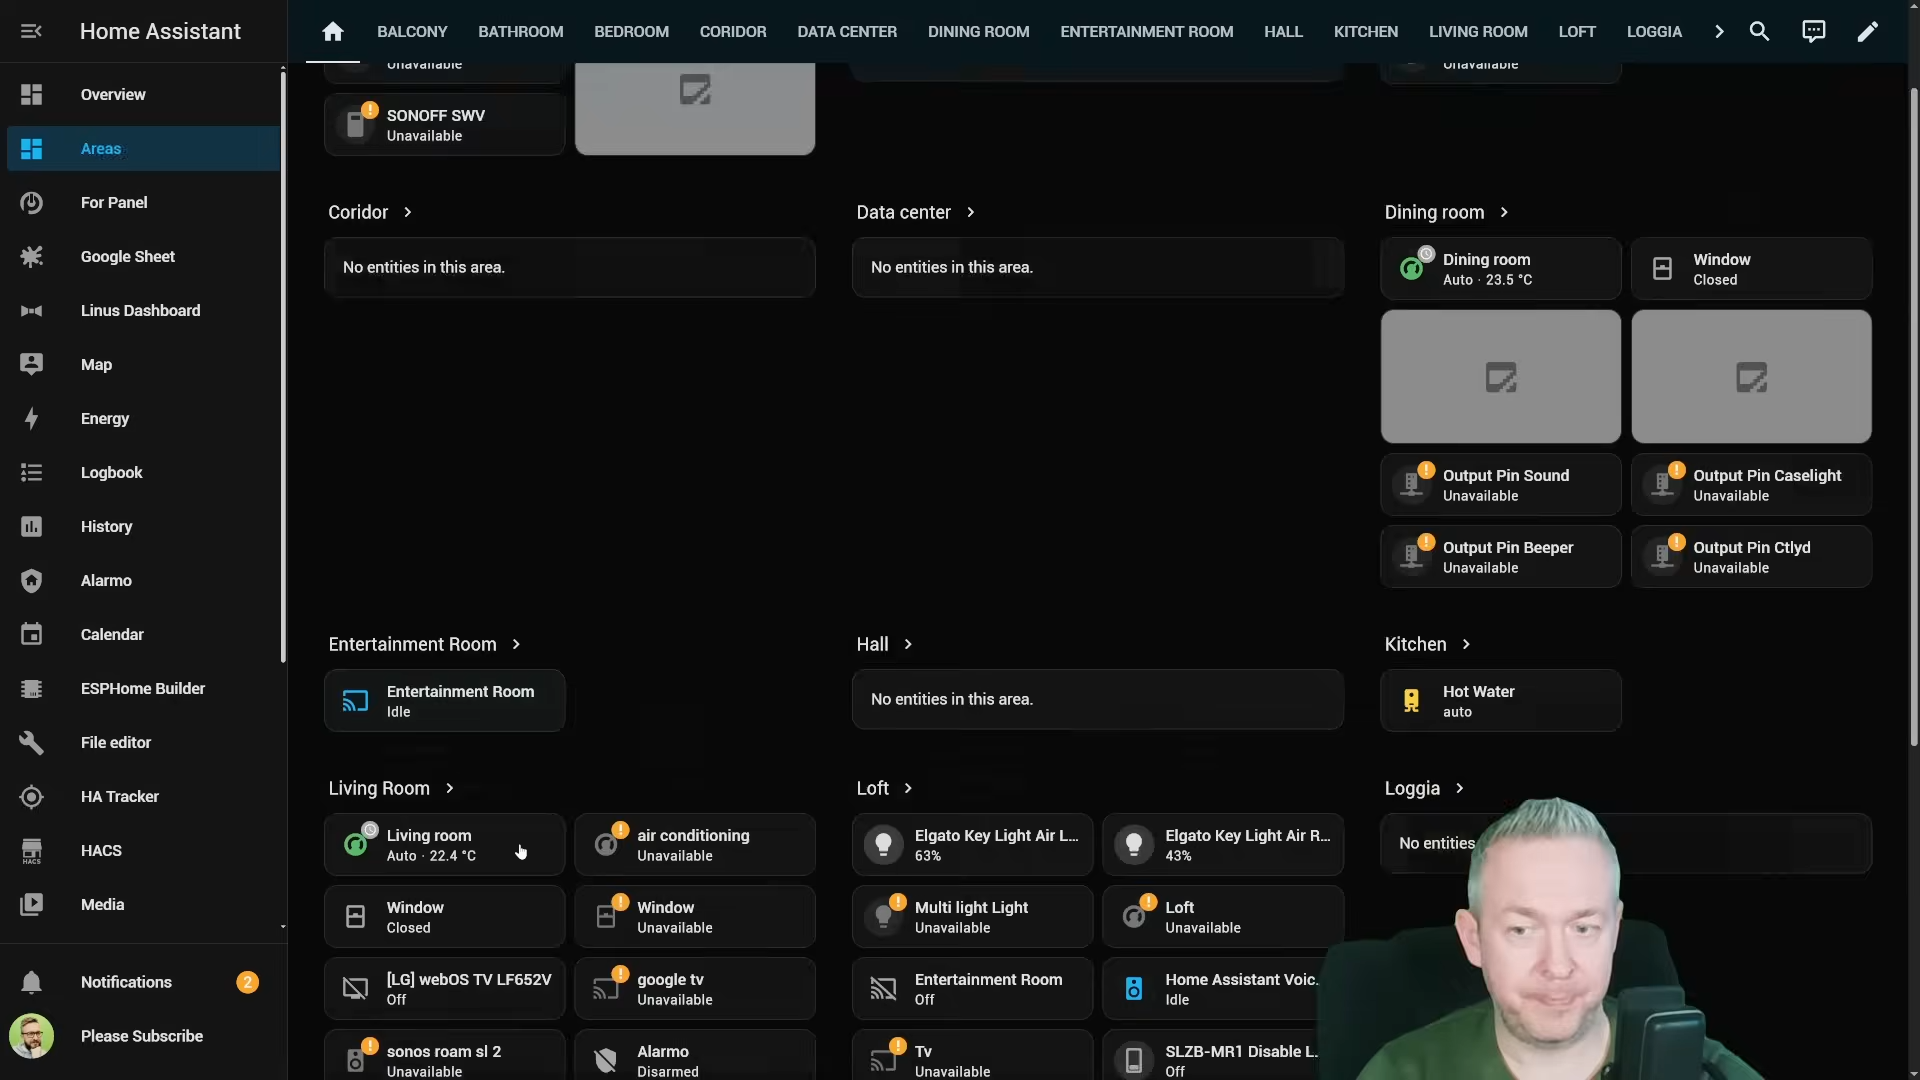 Home Assistant
BALCONY
BATHROOM
BEDROOM
CORIDOR
DATA CENTER
DINING ROOM
ENTERTAINMENT ROOM
HALL
KITCHEN
LIVING ROOM
LOFT
LOGGIA
Overview
Areas
For Panel
Google Sheet
Linus Dashboard
Map
Energy
Logbook
History
Alarmo
Calendar
ESPHome Builder
File editor
HA Tracker
HACS
HACS
Media
Notifications
2
Please Subscribe
Unavailable
SONOFF SWV
Unavailable
Unavailable
Coridor
No entities in this area.
Data center
No entities in this area.
Dining room
Dining room
Auto · 23.5 °C
Window
Closed
Output Pin Sound
Unavailable
Output Pin Caselight
Unavailable
Output Pin Beeper
Unavailable
Output Pin Ctlyd
Unavailable
Entertainment Room
Entertainment Room
Idle
Hall
No entities in this area.
Kitchen
Hot Water
auto
Living Room
Living room
Auto · 22.4 °C
air conditioning
Unavailable
Window
Closed
Window
Unavailable
[LG] webOS TV LF652V
Off
google tv
Unavailable
sonos roam sl 2
Unavailable
Alarmo
Disarmed
Loft
Elgato Key Light Air L...
63%
Elgato Key Light Air R...
43%
Multi light Light
Unavailable
Loft
Unavailable
Entertainment Room
Off
Home Assistant Voic...
Idle
Tv
Unavailable
SLZB-MR1 Disable L...
Off
Loggia
No entities